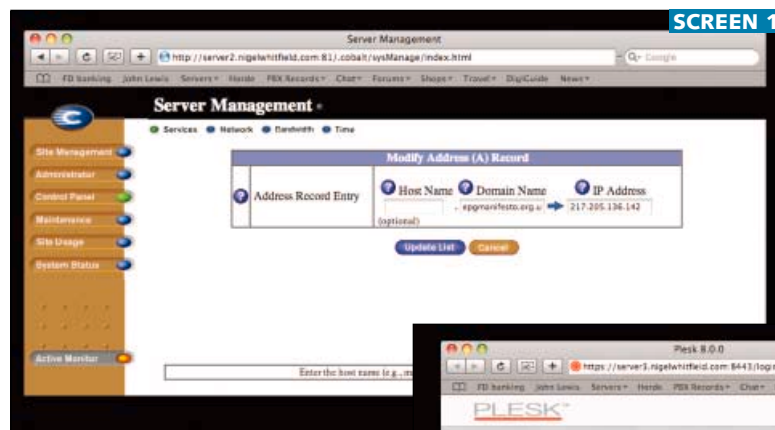 SCREEN 1
Server Management
http://server2.nigelwhitfield.com:81/.cobalt/sysManage/index.html
Google
FD banking John Lewis Servers Horde PBX Records Chat Forums Shops Travel DigiGuide News
Server Management
Services Network Bandwidth Time
Site Management
Administrator
Control Panel
Maintenance
Site Usage
System Status
Active Monitor
Modify Address (A) Record
Address Record Entry
Host Name Domain Name IP Address
. epgmanifesto.org.u 217.205.136.142
(optional)
Update List Cancel
Enter the host name (e.g.,
Plesk 8.0.0
https://server3.nigelwhitfield.com:8443/login
FD banking John Lewis Servers Horde PBX Records Chat
PLESK